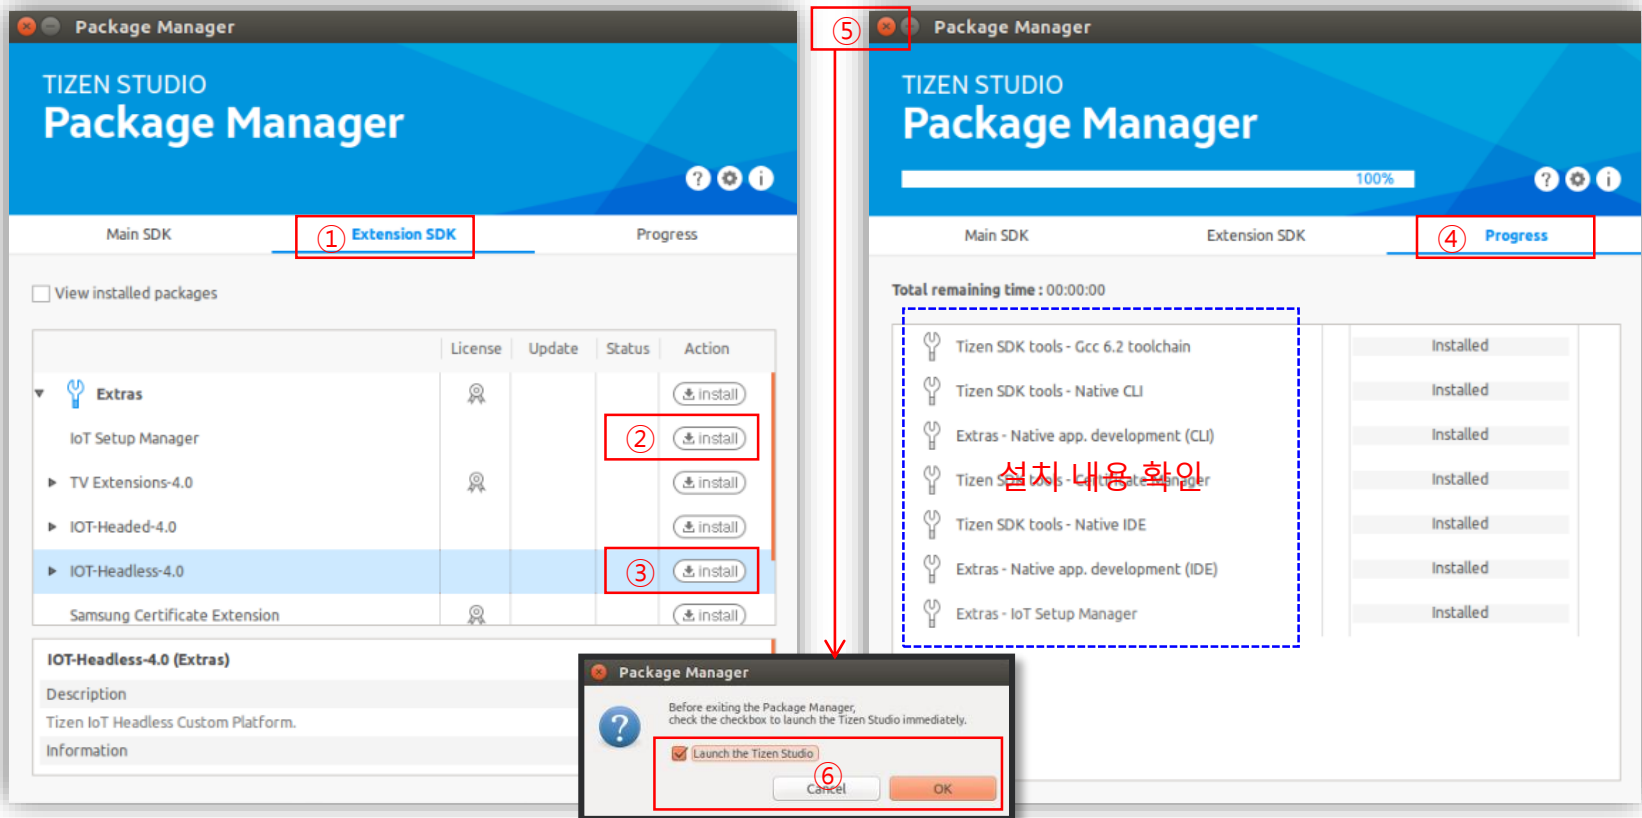 Package Manager
TIZEN STUDIO
Package Manager
Main SDK
① Extension SDK
Progress
View installed packages
License Update Status Action
Extras install
IoT Setup Manager ② install
TV Extensions-4.0 install
IOT-Headed-4.0 install
IOT-Headless-4.0 ③ install
Samsung Certificate Extension install
IOT-Headless-4.0 (Extras)
Description
Tizen IoT Headless Custom Platform.
Information
⑤
Package Manager
TIZEN STUDIO
Package Manager
100%
Main SDK
Extension SDK
④ Progress
Total remaining time : 00:00:00
Tizen SDK tools - Gcc 6.2 toolchain Installed
Tizen SDK tools - Native CLI Installed
Extras - Native app. development (CLI) Installed
Tizen SDK tools - Certificate Manager Installed
설치 내용 확인
Tizen SDK tools - Native IDE Installed
Extras - Native app. development (IDE) Installed
Extras - IoT Setup Manager Installed
Package Manager
Before exiting the Package Manager,
check the checkbox to launch the Tizen Studio immediately.
Launch the Tizen Studio
⑥
Cancel OK